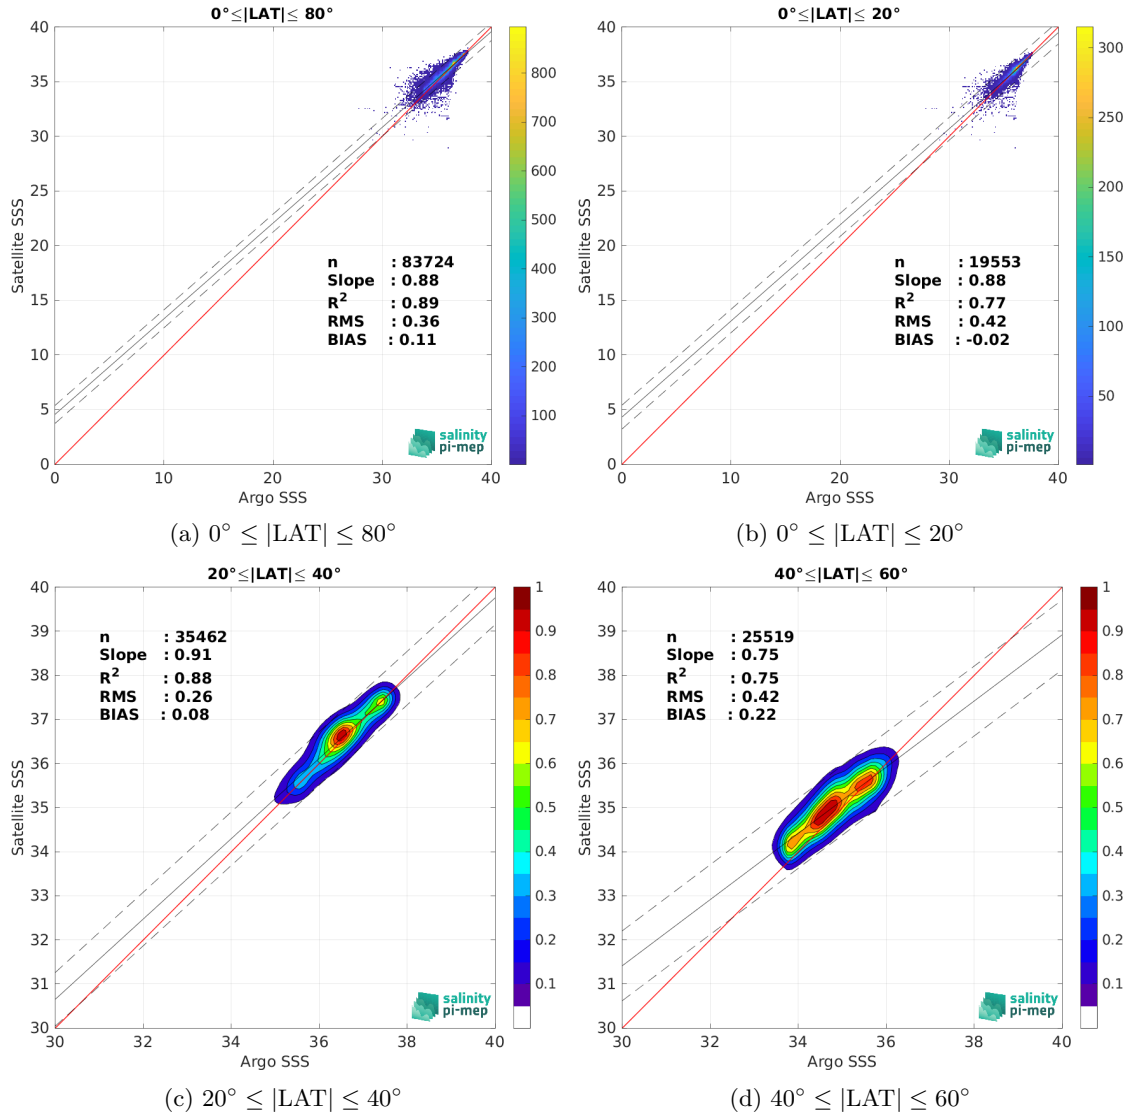 0°≤|LAT|≤ 80°
40
35
30
25
20
15
10
5
0
Satellite SSS
n : 83724
Slope : 0.88
R² : 0.89
RMS : 0.36
BIAS : 0.11
salinity
pi-mep
0 10 20 30 40
Argo SSS
800
700
600
500
400
300
200
100
(a) 0° ≤ |LAT| ≤ 80°
0°≤|LAT|≤ 20°
40
35
30
25
20
15
10
5
0
Satellite SSS
n : 19553
Slope : 0.88
R² : 0.77
RMS : 0.42
BIAS : -0.02
salinity
pi-mep
0 10 20 30 40
Argo SSS
300
250
200
150
100
50
(b) 0° ≤ |LAT| ≤ 20°
20°≤|LAT|≤ 40°
40
39
38
37
36
35
34
33
32
31
30
Satellite SSS
n : 35462
Slope : 0.91
R² : 0.88
RMS : 0.26
BIAS : 0.08
salinity
pi-mep
30 32 34 36 38 40
Argo SSS
1
0.9
0.8
0.7
0.6
0.5
0.4
0.3
0.2
0.1
(c) 20° ≤ |LAT| ≤ 40°
40°≤|LAT|≤ 60°
40
39
38
37
36
35
34
33
32
31
30
Satellite SSS
n : 25519
Slope : 0.75
R² : 0.75
RMS : 0.42
BIAS : 0.22
salinity
pi-mep
30 32 34 36 38 40
Argo SSS
1
0.9
0.8
0.7
0.6
0.5
0.4
0.3
0.2
0.1
(d) 40° ≤ |LAT| ≤ 60°